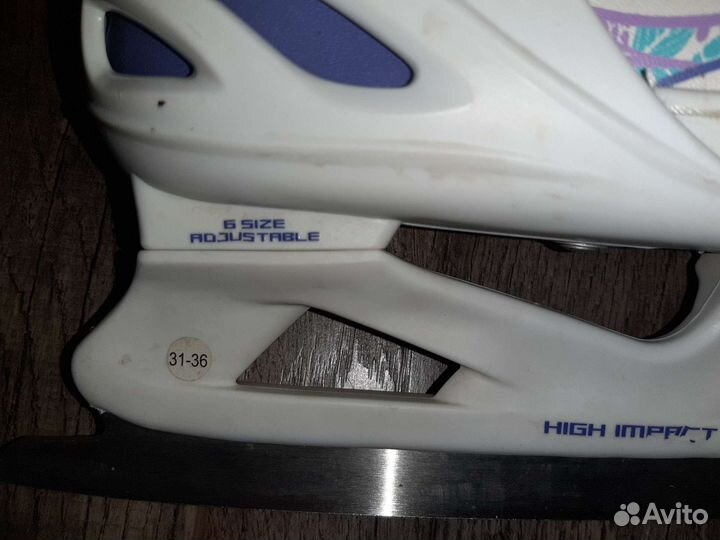 6 SIZE
ADJUSTABLE
31-36
HIGH IMPACT
Avito